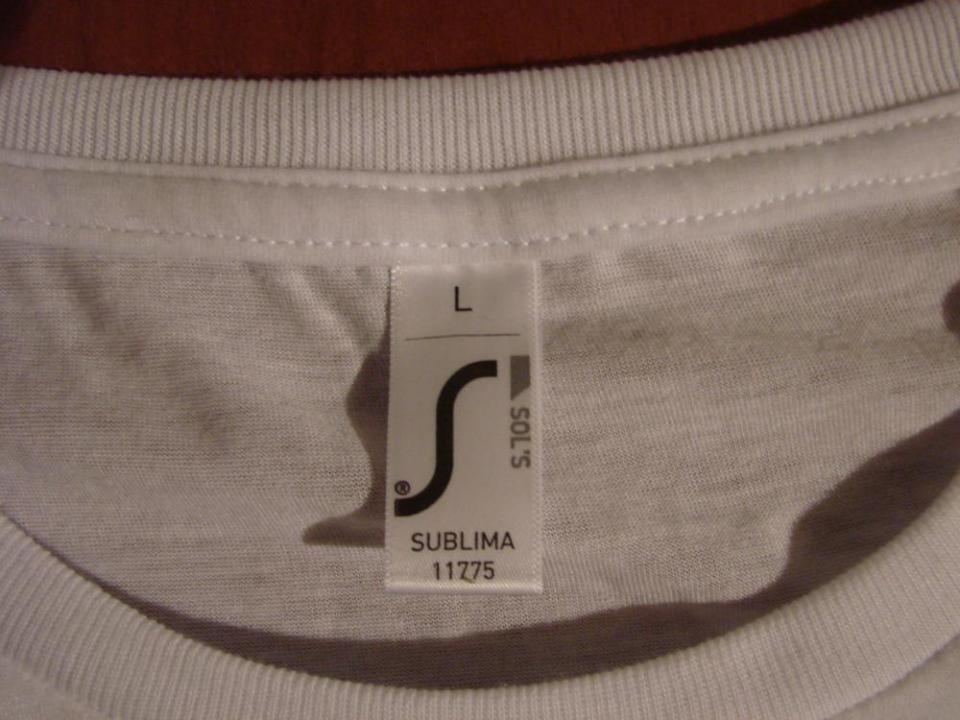 L
SOL'S
®
SUBLIMA
11775